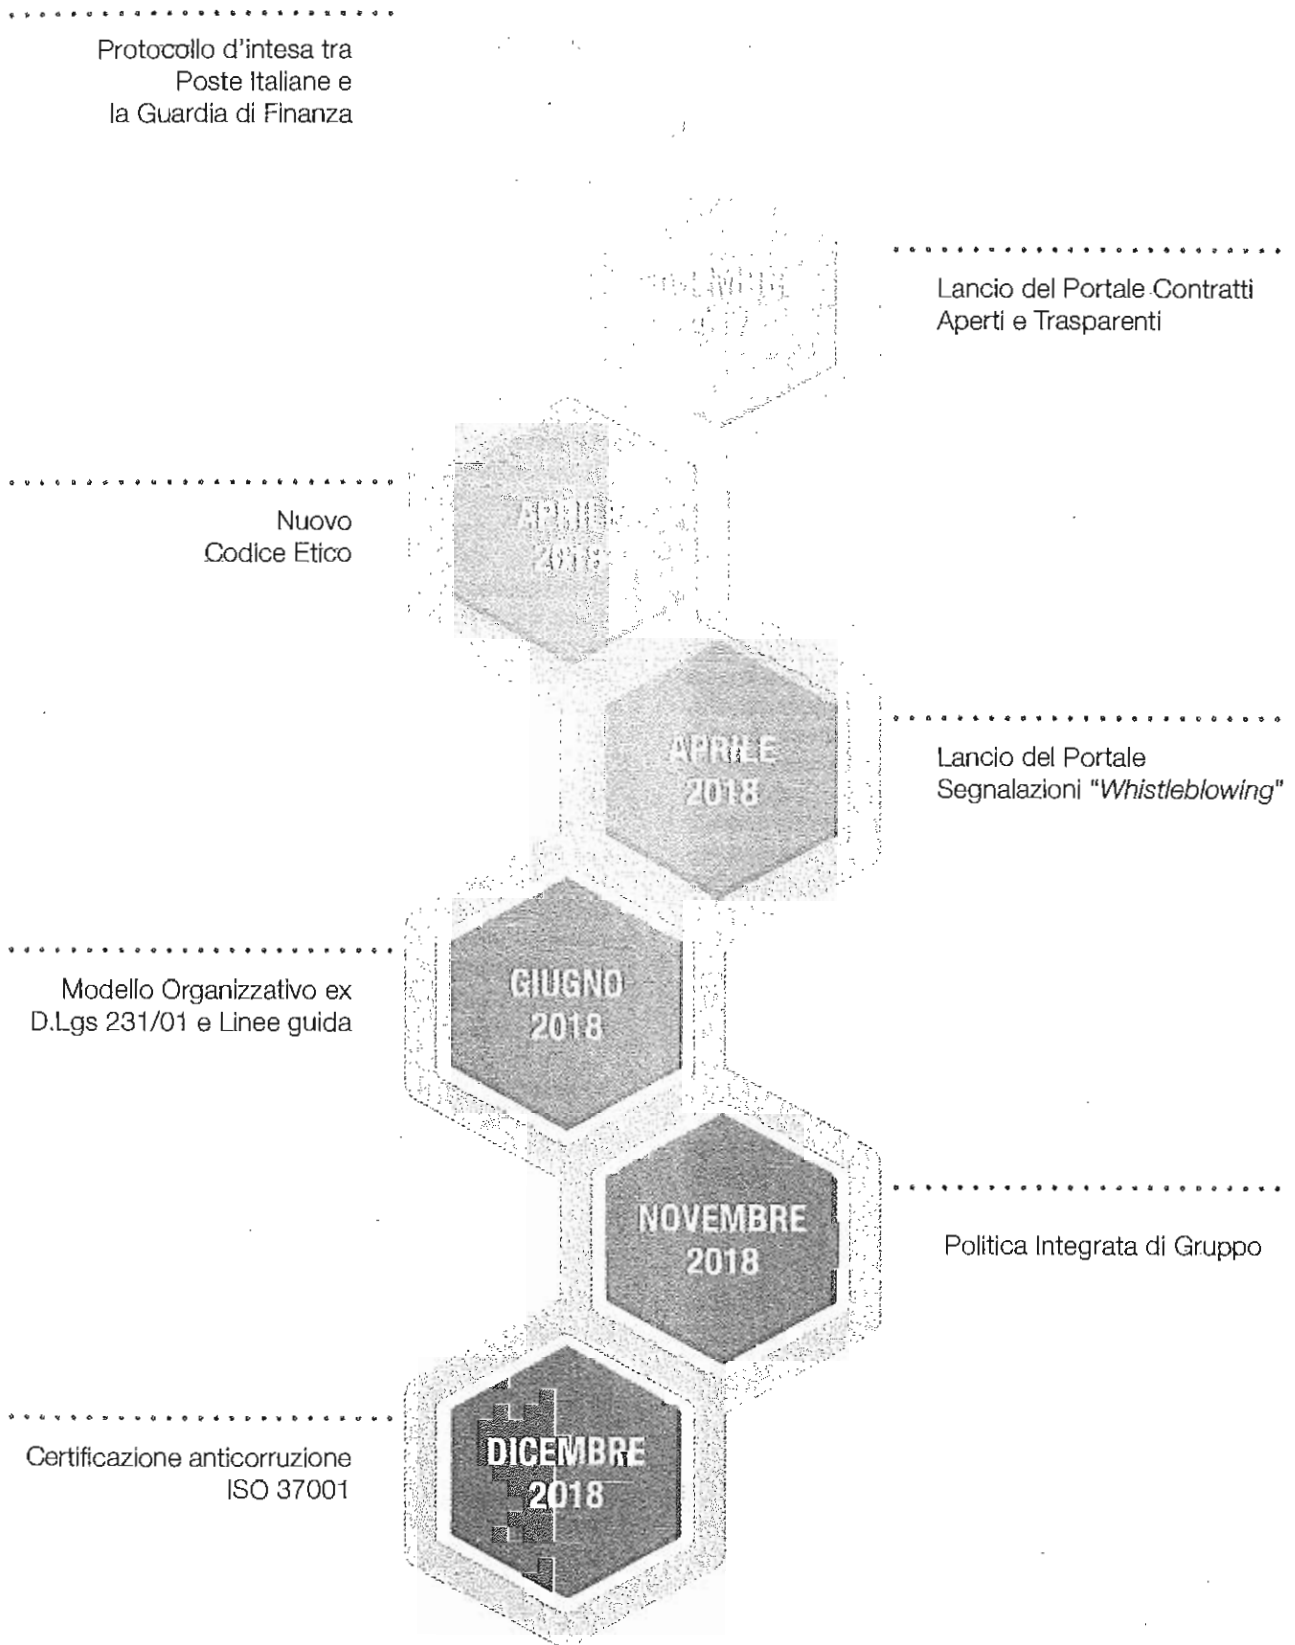 Protocollo d'intesa tra
Poste Italiane e
la Guardia di Finanza
Lancio del Portale Contratti
Aperti e Trasparenti
Nuovo
Codice Etico
APRILE
2018
APRILE
2018
Lancio del Portale
Segnalazioni "Whistleblowing"
Modello Organizzativo ex
D.Lgs 231/01 e Linee guida
GIUGNO
2018
NOVEMBRE
2018
Politica Integrata di Gruppo
Certificazione anticorruzione
ISO 37001
DICEMBRE
2018